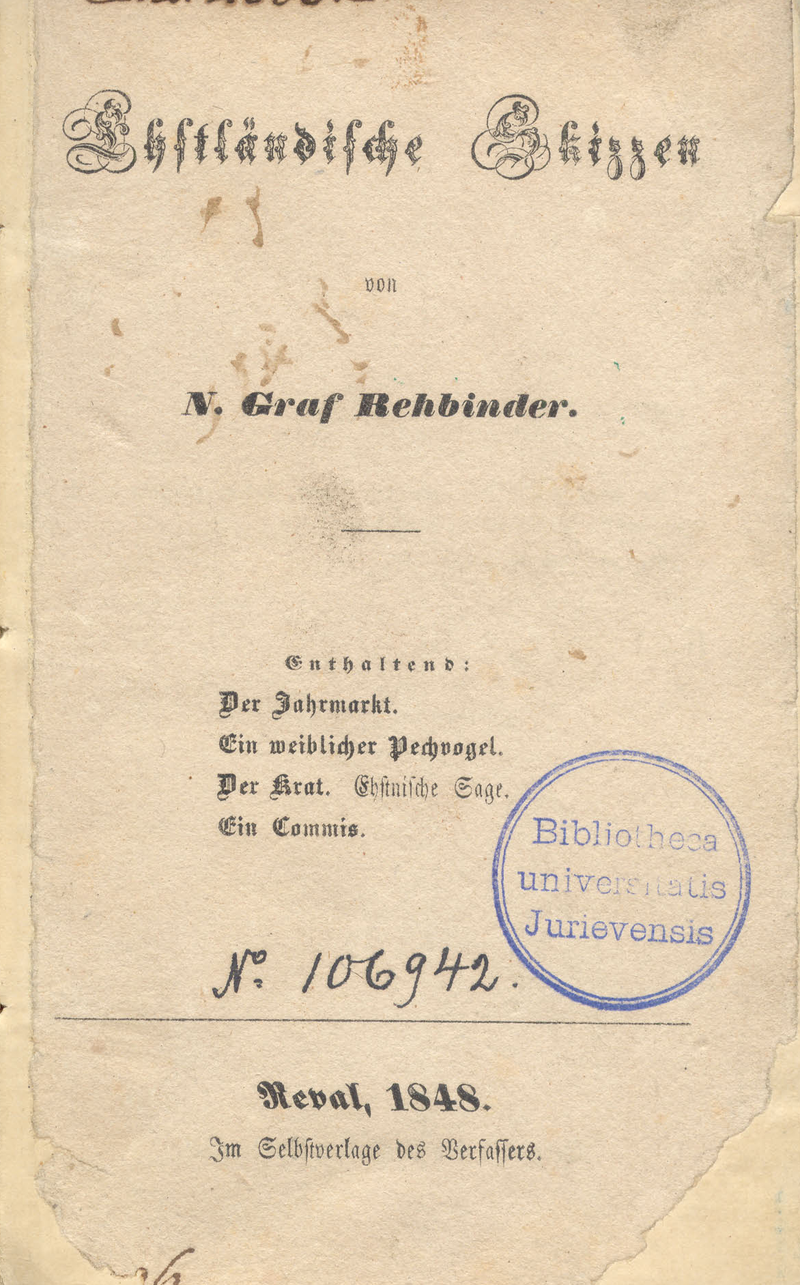 Ehstländische Skizzen
von
N. Graf Rehbinder.
Enthaltend:
Der Jahrmarkt.
Ein weiblicher Pechvogel.
Der Krat. Ehstnische Sage.
Ein Commis.
Bibliotheca
universitatis
Jurievensis
No. 106942.
Reval, 1848.
Im Selbstverlage des Verfassers.